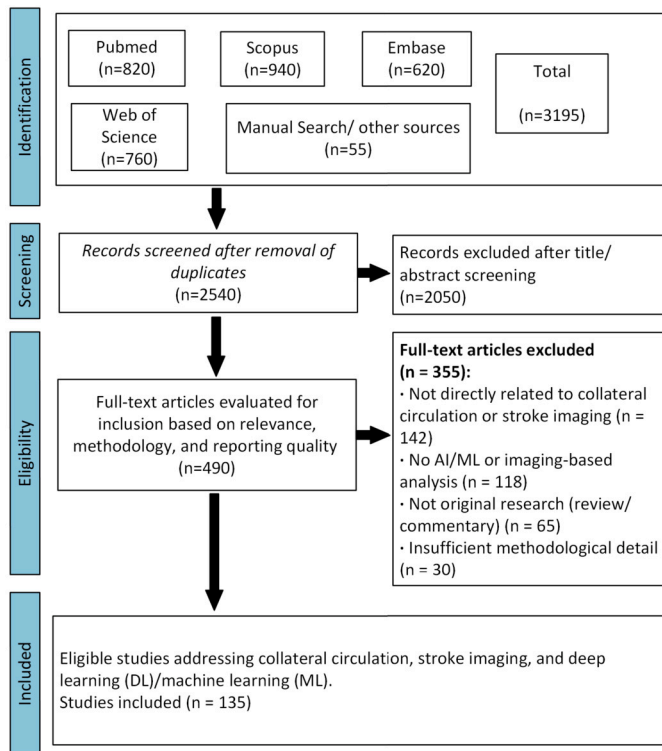 Identification
Pubmed
(n=820)
Scopus
(n=940)
Embase
(n=620)
Total
(n=3195)
Web of
Science
(n=760)
Manual Search/ other sources
(n=55)
Screening
Records screened after removal of
duplicates
(n=2540)
Records excluded after title/
abstract screening
(n=2050)
Eligibility
Full-text articles evaluated for
inclusion based on relevance,
methodology, and reporting quality
(n=490)
Full-text articles excluded
(n = 355):
· Not directly related to collateral
circulation or stroke imaging (n =
142)
· No AI/ML or imaging-based
analysis (n = 118)
· Not original research (review/
commentary) (n = 65)
· Insufficient methodological detail
(n = 30)
Included
Eligible studies addressing collateral circulation, stroke imaging, and deep
learning (DL)/machine learning (ML).
Studies included (n = 135)